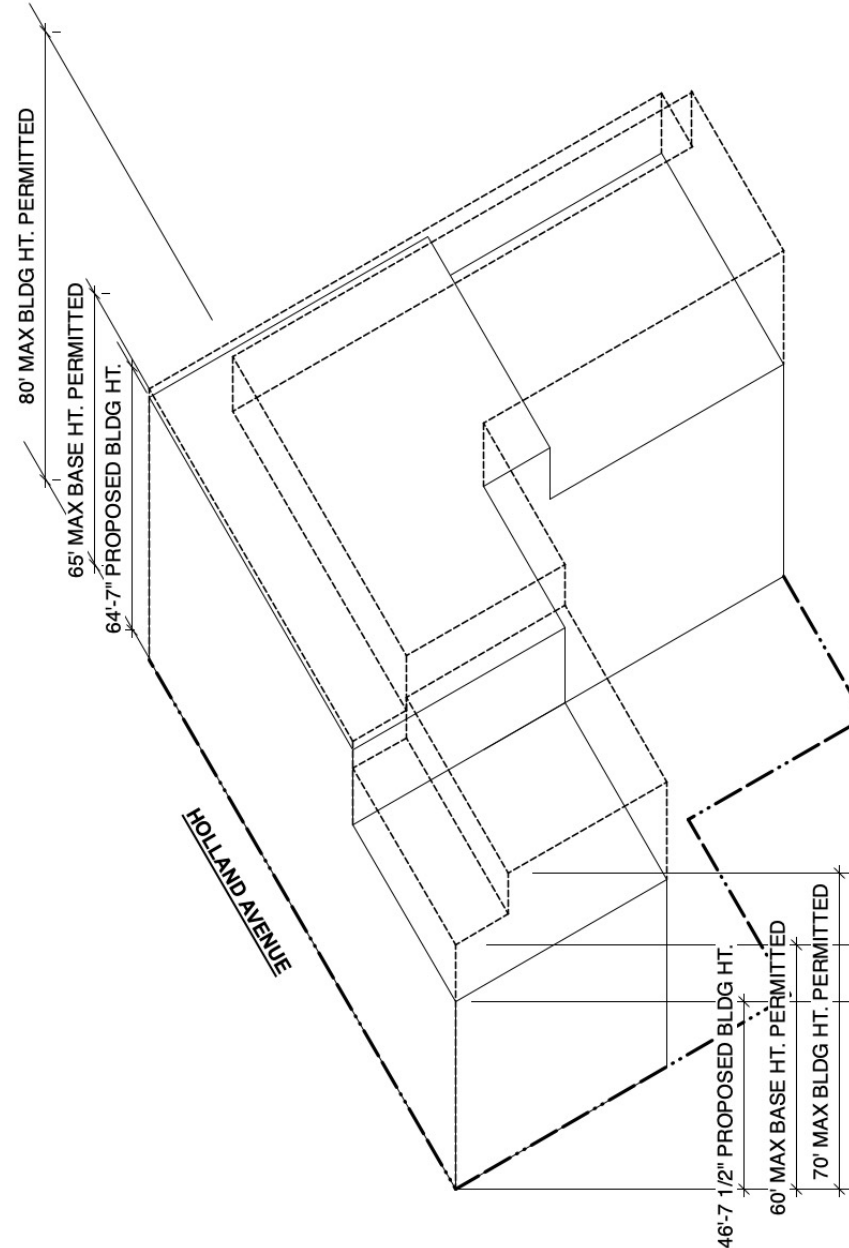 80' MAX BLDG HT. PERMITTED
65' MAX BASE HT. PERMITTED
64'-7" PROPOSED BLDG HT.
HOLLAND AVENUE
46'-7 1/2" PROPOSED BLDG HT.
60' MAX BASE HT. PERMITTED
70' MAX BLDG HT. PERMITTED